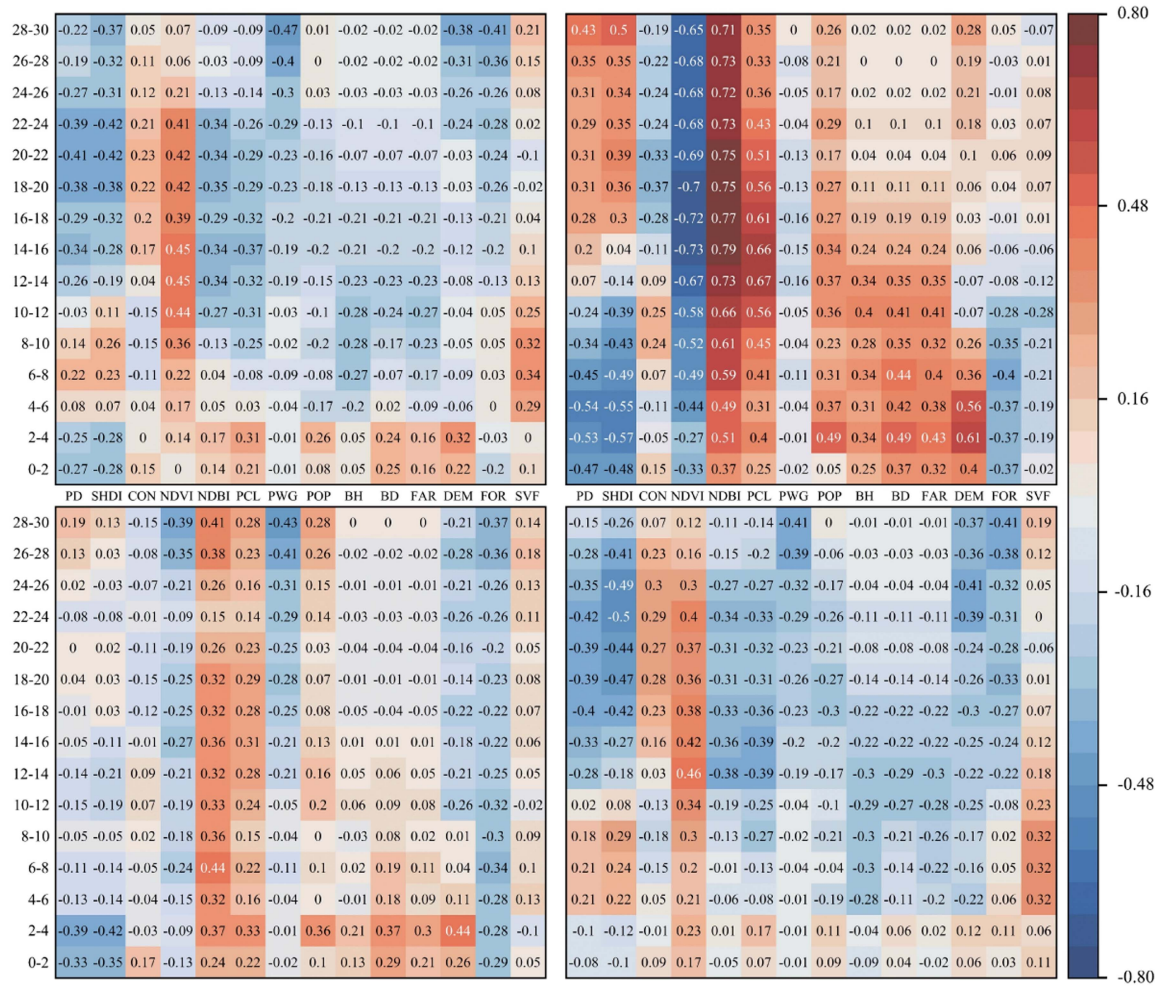 28-30 -0.22 -0.37 0.05 0.07 -0.09 -0.09 -0.47 0.01 -0.02 -0.02 -0.02 -0.38 -0.41 0.21 0.43 0.5 -0.19 -0.65 0.71 0.35 0 0.26 0.02 0.02 0.02 0.28 0.05 -0.07 0.80
26-28 -0.19 -0.32 0.11 0.06 -0.03 -0.09 -0.4 0 -0.02 -0.02 -0.02 -0.31 -0.36 0.15 0.35 0.35 -0.22 -0.68 0.73 0.33 -0.08 0.21 0 0 0 0.19 -0.03 0.01
24-26 -0.27 -0.31 0.12 0.21 -0.13 -0.14 -0.3 0.03 -0.03 -0.03 -0.03 -0.26 -0.26 0.08 0.31 0.34 -0.24 -0.68 0.72 0.36 -0.05 0.17 0.02 0.02 0.02 0.21 -0.01 0.08
22-24 -0.39 -0.42 0.21 0.41 -0.34 -0.26 -0.29 -0.13 -0.1 -0.1 -0.1 -0.24 -0.28 0.02 0.29 0.35 -0.24 -0.68 0.73 0.43 -0.04 0.29 0.1 0.1 0.1 0.18 0.03 0.07
20-22 -0.41 -0.42 0.23 0.42 -0.34 -0.29 -0.23 -0.16 -0.07 -0.07 -0.07 -0.03 -0.24 -0.1 0.31 0.39 -0.33 -0.69 0.75 0.51 -0.13 0.17 0.04 0.04 0.04 0.1 0.06 0.09
18-20 -0.38 -0.38 0.22 0.42 -0.35 -0.29 -0.23 -0.18 -0.13 -0.13 -0.13 -0.03 -0.26 -0.02 0.31 0.36 -0.37 -0.7 0.75 0.56 -0.13 0.27 0.11 0.11 0.11 0.06 0.04 0.07 0.48
16-18 -0.29 -0.32 0.2 0.39 -0.29 -0.32 -0.2 -0.21 -0.21 -0.21 -0.21 -0.13 -0.21 0.04 0.28 0.3 -0.28 -0.72 0.77 0.61 -0.16 0.27 0.19 0.19 0.19 0.03 -0.01 0.01
14-16 -0.34 -0.28 0.17 0.45 -0.34 -0.37 -0.19 -0.2 -0.21 -0.2 -0.2 -0.12 -0.2 0.1 0.2 0.04 -0.11 -0.73 0.79 0.66 -0.15 0.34 0.24 0.24 0.24 0.06 -0.06 -0.06
12-14 -0.26 -0.19 0.04 0.45 -0.34 -0.32 -0.19 -0.15 -0.23 -0.23 -0.23 -0.08 -0.13 0.13 0.07 -0.14 0.09 -0.67 0.73 0.67 -0.16 0.37 0.34 0.35 0.35 -0.07 -0.08 -0.12
10-12 -0.03 0.11 -0.15 0.44 -0.27 -0.31 -0.03 -0.1 -0.28 -0.24 -0.27 -0.04 0.05 0.25 -0.24 -0.39 0.25 -0.58 0.66 0.56 -0.05 0.36 0.4 0.41 0.41 -0.07 -0.28 -0.28
8-10 0.14 0.26 -0.15 0.36 -0.13 -0.25 -0.02 -0.2 -0.28 -0.17 -0.23 -0.05 0.05 0.32 -0.34 -0.43 0.24 -0.52 0.61 0.45 -0.04 0.23 0.28 0.35 0.32 0.26 -0.35 -0.21
6-8 0.22 0.23 -0.11 0.22 0.04 -0.08 -0.09 -0.08 -0.27 -0.07 -0.17 -0.09 0.03 0.34 -0.45 -0.49 0.07 -0.49 0.59 0.41 -0.11 0.31 0.34 0.44 0.4 0.36 -0.4 -0.21
4-6 0.08 0.07 0.04 0.17 0.05 0.03 -0.04 -0.17 -0.2 0.02 -0.09 -0.06 0 0.29 -0.54 -0.55 -0.11 -0.44 0.49 0.31 -0.04 0.37 0.31 0.42 0.38 0.56 -0.37 -0.19 0.16
2-4 -0.25 -0.28 0 0.14 0.17 0.31 -0.01 0.26 0.05 0.24 0.16 0.32 -0.03 0 -0.53 -0.57 -0.05 -0.27 0.51 0.4 -0.01 0.49 0.34 0.49 0.43 0.61 -0.37 -0.19
0-2 -0.27 -0.28 0.15 0 0.14 0.21 -0.01 0.08 0.05 0.25 0.16 0.22 -0.2 0.1 -0.47 -0.48 0.15 -0.33 0.37 0.25 -0.02 0.05 0.25 0.37 0.32 0.4 -0.37 -0.02
PD SHDI CON NDVI NDBI PCL PWG POP BH BD FAR DEM FOR SVF PD SHDI CON NDVI NDBI PCL PWG POP BH BD FAR DEM FOR SVF
28-30 0.19 0.13 -0.15 -0.39 0.41 0.28 -0.43 0.28 0 0 0 -0.21 -0.37 0.14 -0.15 -0.26 0.07 0.12 -0.11 -0.14 -0.41 0 -0.01 -0.01 -0.01 -0.37 -0.41 0.19
26-28 0.13 0.03 -0.08 -0.35 0.38 0.23 -0.41 0.26 -0.02 -0.02 -0.02 -0.28 -0.36 0.18 -0.28 -0.41 0.23 0.16 -0.15 -0.2 -0.39 -0.06 -0.03 -0.03 -0.03 -0.36 -0.38 0.12
24-26 0.02 -0.03 -0.07 -0.21 0.26 0.16 -0.31 0.15 -0.01 -0.01 -0.01 -0.21 -0.26 0.13 -0.35 -0.49 0.3 0.3 -0.27 -0.27 -0.32 -0.17 -0.04 -0.04 -0.04 -0.41 -0.32 0.05 -0.16
22-24 -0.08 -0.08 -0.01 -0.09 0.15 0.14 -0.29 0.14 -0.03 -0.03 -0.03 -0.26 -0.26 0.11 -0.42 -0.5 0.29 0.4 -0.34 -0.33 -0.29 -0.26 -0.11 -0.11 -0.11 -0.39 -0.31 0
20-22 0 0.02 -0.11 -0.19 0.26 0.23 -0.25 0.03 -0.04 -0.04 -0.04 -0.16 -0.2 0.05 -0.39 -0.44 0.29 0.37 -0.31 -0.32 -0.23 -0.21 -0.08 -0.08 -0.08 -0.24 -0.28 -0.06
18-20 0.04 0.03 -0.15 -0.25 0.32 0.29 -0.28 0.07 -0.01 -0.01 -0.01 -0.14 -0.23 0.08 -0.39 -0.47 0.28 0.36 -0.31 -0.31 -0.26 -0.27 -0.14 -0.14 -0.14 -0.26 -0.33 0.01
16-18 -0.01 0.03 -0.12 -0.25 0.32 0.28 -0.25 0.08 -0.05 -0.04 -0.05 -0.22 -0.22 0.07 -0.4 -0.42 0.23 0.38 -0.33 -0.36 -0.23 -0.3 -0.22 -0.22 -0.22 -0.3 -0.27 0.07
14-16 -0.05 -0.11 -0.01 -0.27 0.36 0.31 -0.21 0.13 0.01 0.01 0.01 -0.18 -0.22 0.06 -0.33 -0.27 0.16 0.42 -0.36 -0.39 -0.2 -0.2 -0.22 -0.22 -0.22 -0.25 -0.24 0.12
12-14 -0.14 -0.21 0.09 -0.21 0.32 0.28 -0.21 0.16 0.05 0.06 0.05 -0.21 -0.25 0.05 -0.28 -0.18 0.03 0.46 -0.38 -0.39 -0.19 -0.17 -0.3 -0.29 -0.3 -0.22 -0.22 0.18 -0.48
10-12 -0.15 -0.19 0.07 -0.19 0.33 0.24 -0.05 0.2 0.06 0.09 0.08 -0.26 -0.32 -0.02 0.02 0.08 -0.13 0.34 -0.19 -0.25 -0.04 -0.1 -0.29 -0.27 -0.28 -0.25 -0.08 0.23
8-10 -0.05 -0.05 0.02 -0.18 0.36 0.15 -0.04 0 -0.03 0.08 0.02 0.01 -0.3 0.09 0.18 0.29 -0.18 0.3 -0.13 -0.27 -0.02 -0.21 -0.3 -0.21 -0.26 -0.17 0.02 0.32
6-8 -0.11 -0.14 -0.05 -0.24 0.44 0.22 -0.11 0.1 0.02 0.19 0.11 0.04 -0.34 0.1 0.21 0.24 -0.15 0.2 -0.01 -0.13 -0.04 -0.04 -0.3 -0.14 -0.22 -0.16 0.05 0.32
4-6 -0.13 -0.14 -0.04 -0.15 0.32 0.16 -0.04 0 -0.01 0.18 0.09 0.11 -0.28 0.13 0.21 0.22 0.05 0.21 -0.06 -0.08 -0.01 -0.19 -0.28 -0.11 -0.2 -0.22 0.06 0.32
2-4 -0.39 -0.42 -0.03 -0.09 0.37 0.33 -0.01 0.36 0.21 0.37 0.3 0.44 -0.28 -0.1 -0.1 -0.12 -0.01 0.23 0.01 0.17 -0.01 0.11 -0.04 0.06 0.02 0.12 0.11 0.06
0-2 -0.33 -0.35 0.17 -0.13 0.24 0.22 -0.02 0.1 0.13 0.29 0.21 0.26 -0.29 0.05 -0.08 -0.1 0.09 0.17 -0.05 0.07 -0.01 0.09 -0.09 0.04 -0.02 0.06 0.03 0.11 -0.80